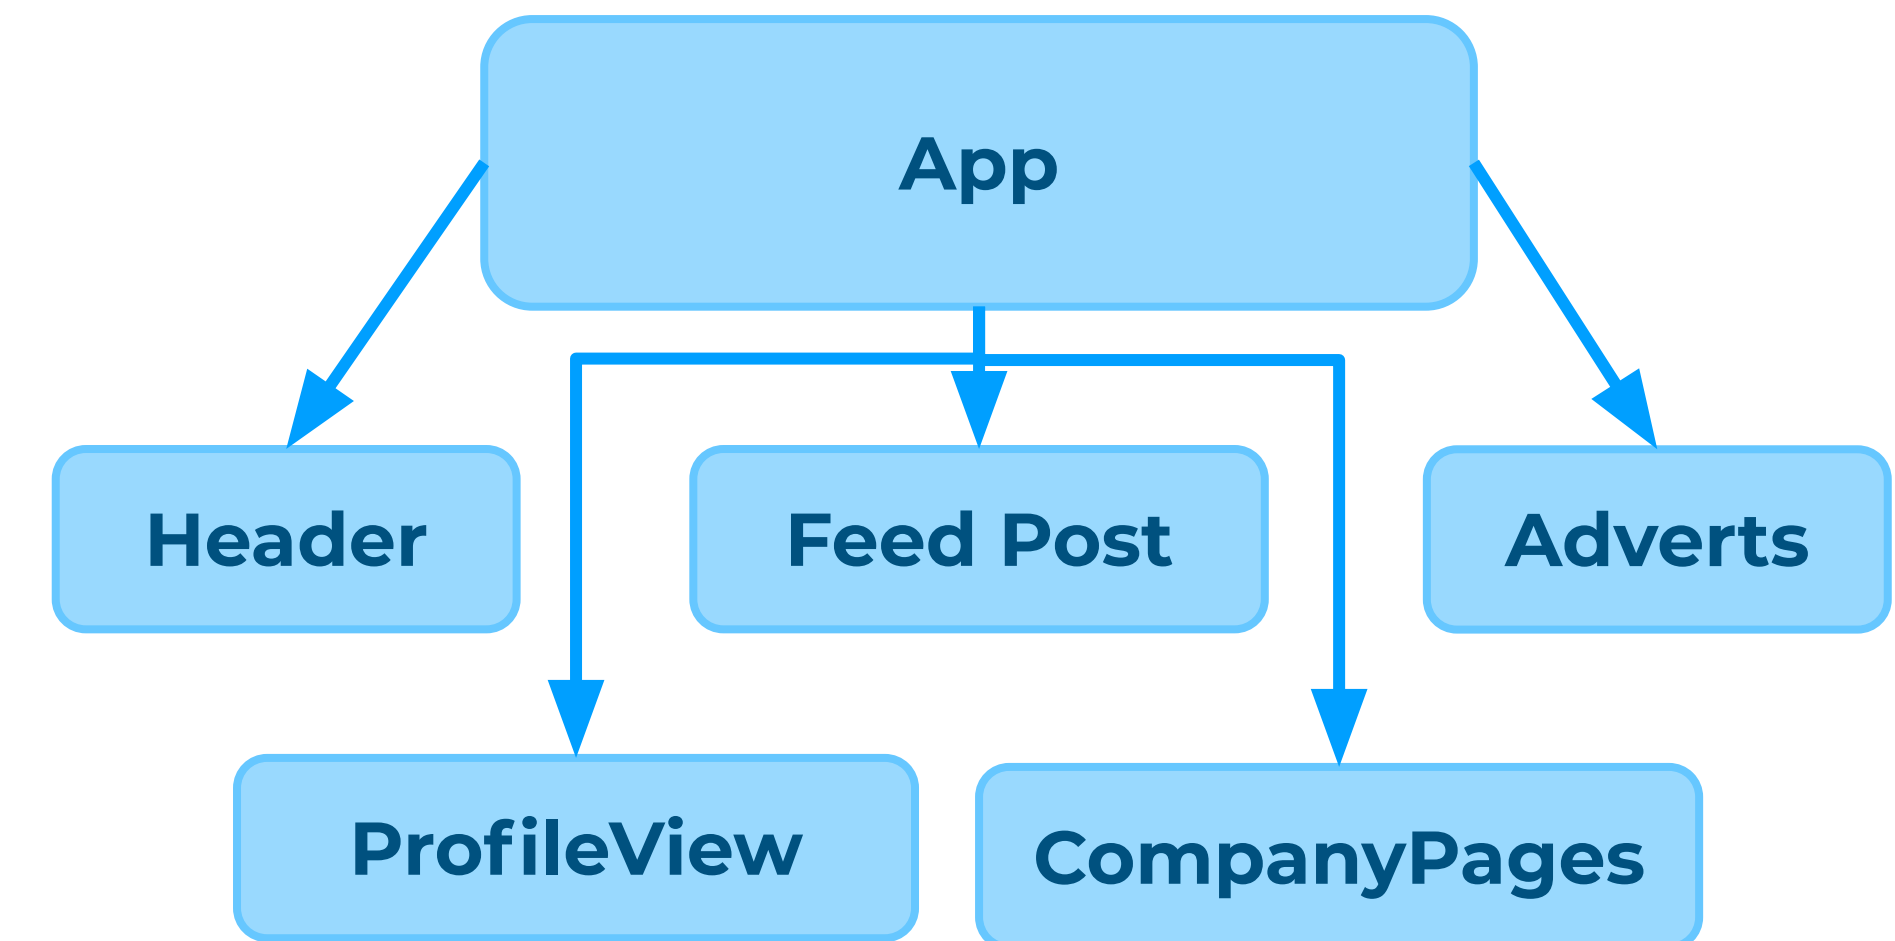 App
Header
Feed Post
Adverts
ProfileView
CompanyPages